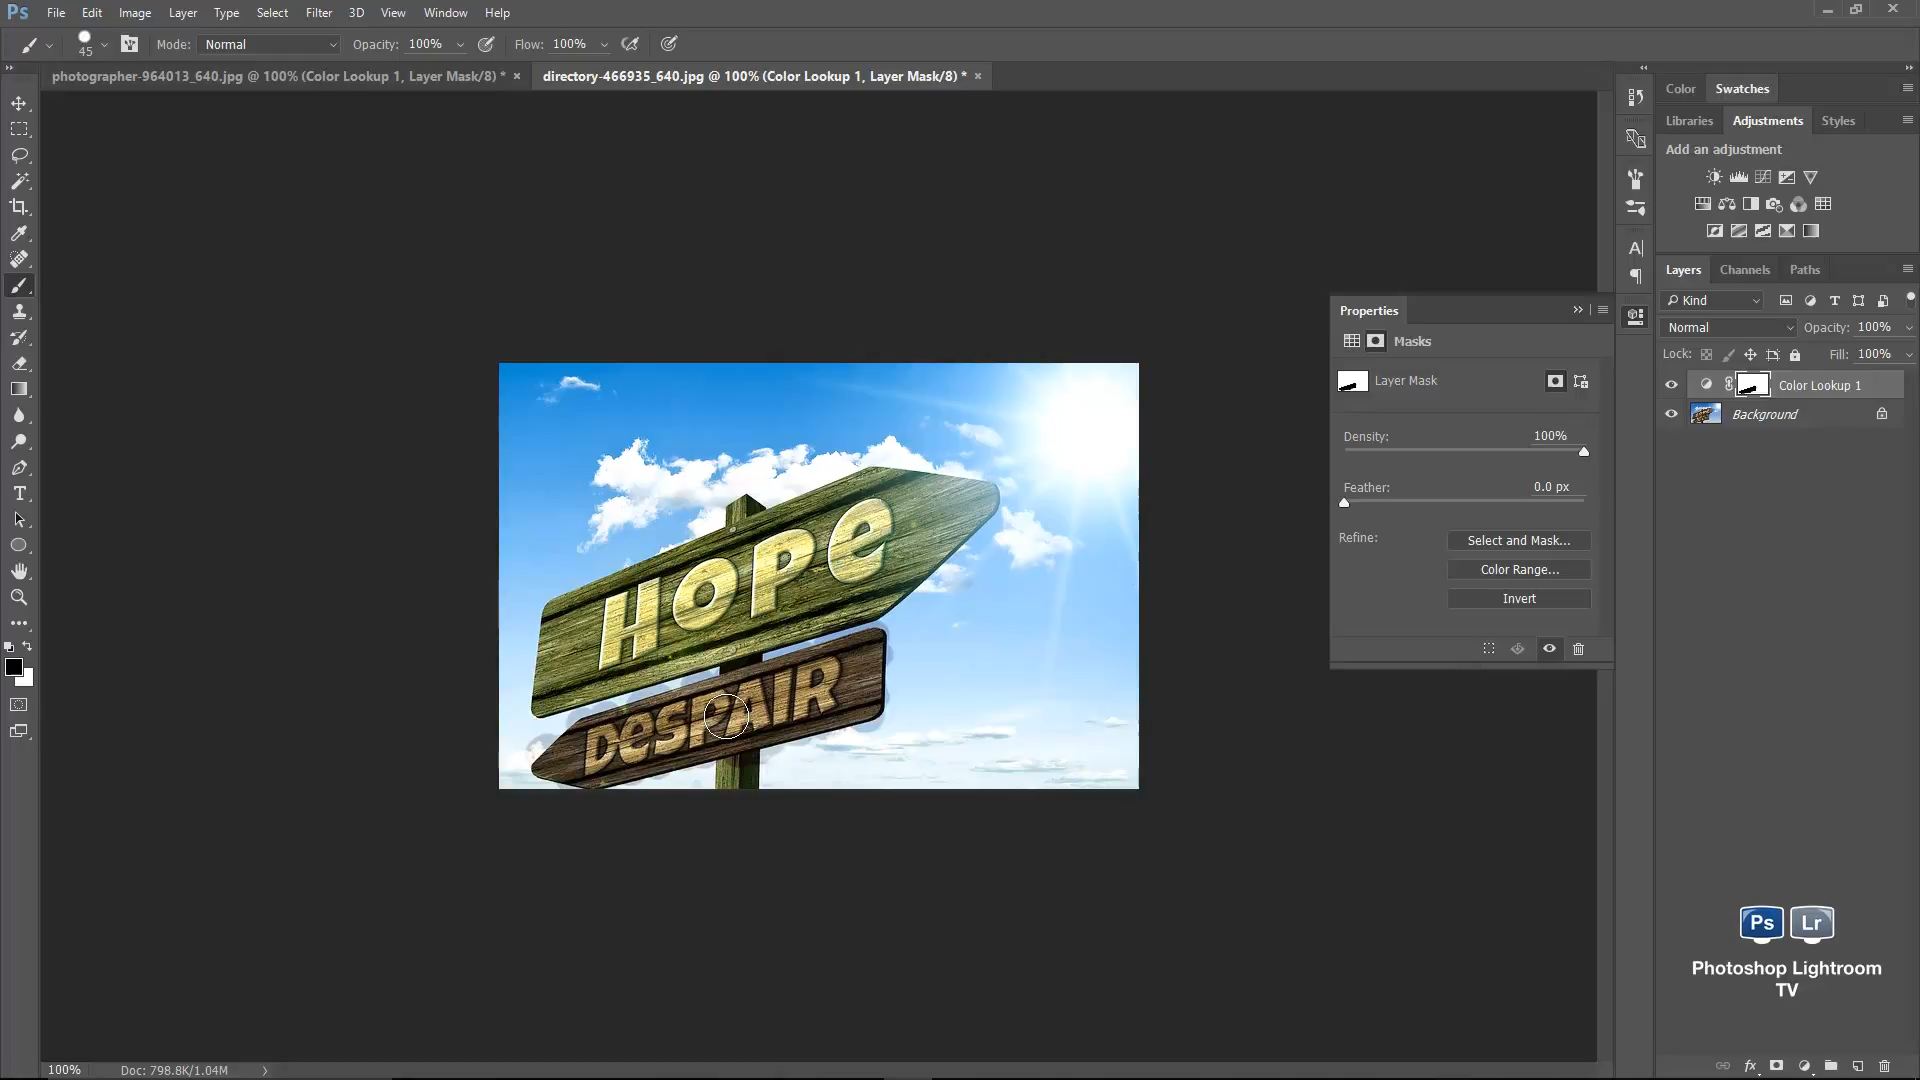 Ps File Edit Image Layer Type Select Filter 3D View Window Help
45 Mode: Normal Opacity: 100% Flow: 100%
photographer-964013_640.jpg @ 100% (Color Lookup 1, Layer Mask/8) * × directory-466935_640.jpg @ 100% (Color Lookup 1, Layer Mask/8) * ×
Color Swatches
Libraries Adjustments Styles
Add an adjustment
Layers Channels Paths
Kind
Normal Opacity: 100%
Lock: Fill: 100%
Color Lookup 1
Background
Properties
Masks
Layer Mask
Density: 100%
Feather: 0.0 px
Refine: Select and Mask...
Color Range...
Invert
HOPe
DesPAIR
Ps Lr
Photoshop Lightroom
TV
100% Doc: 798.8K/1.04M